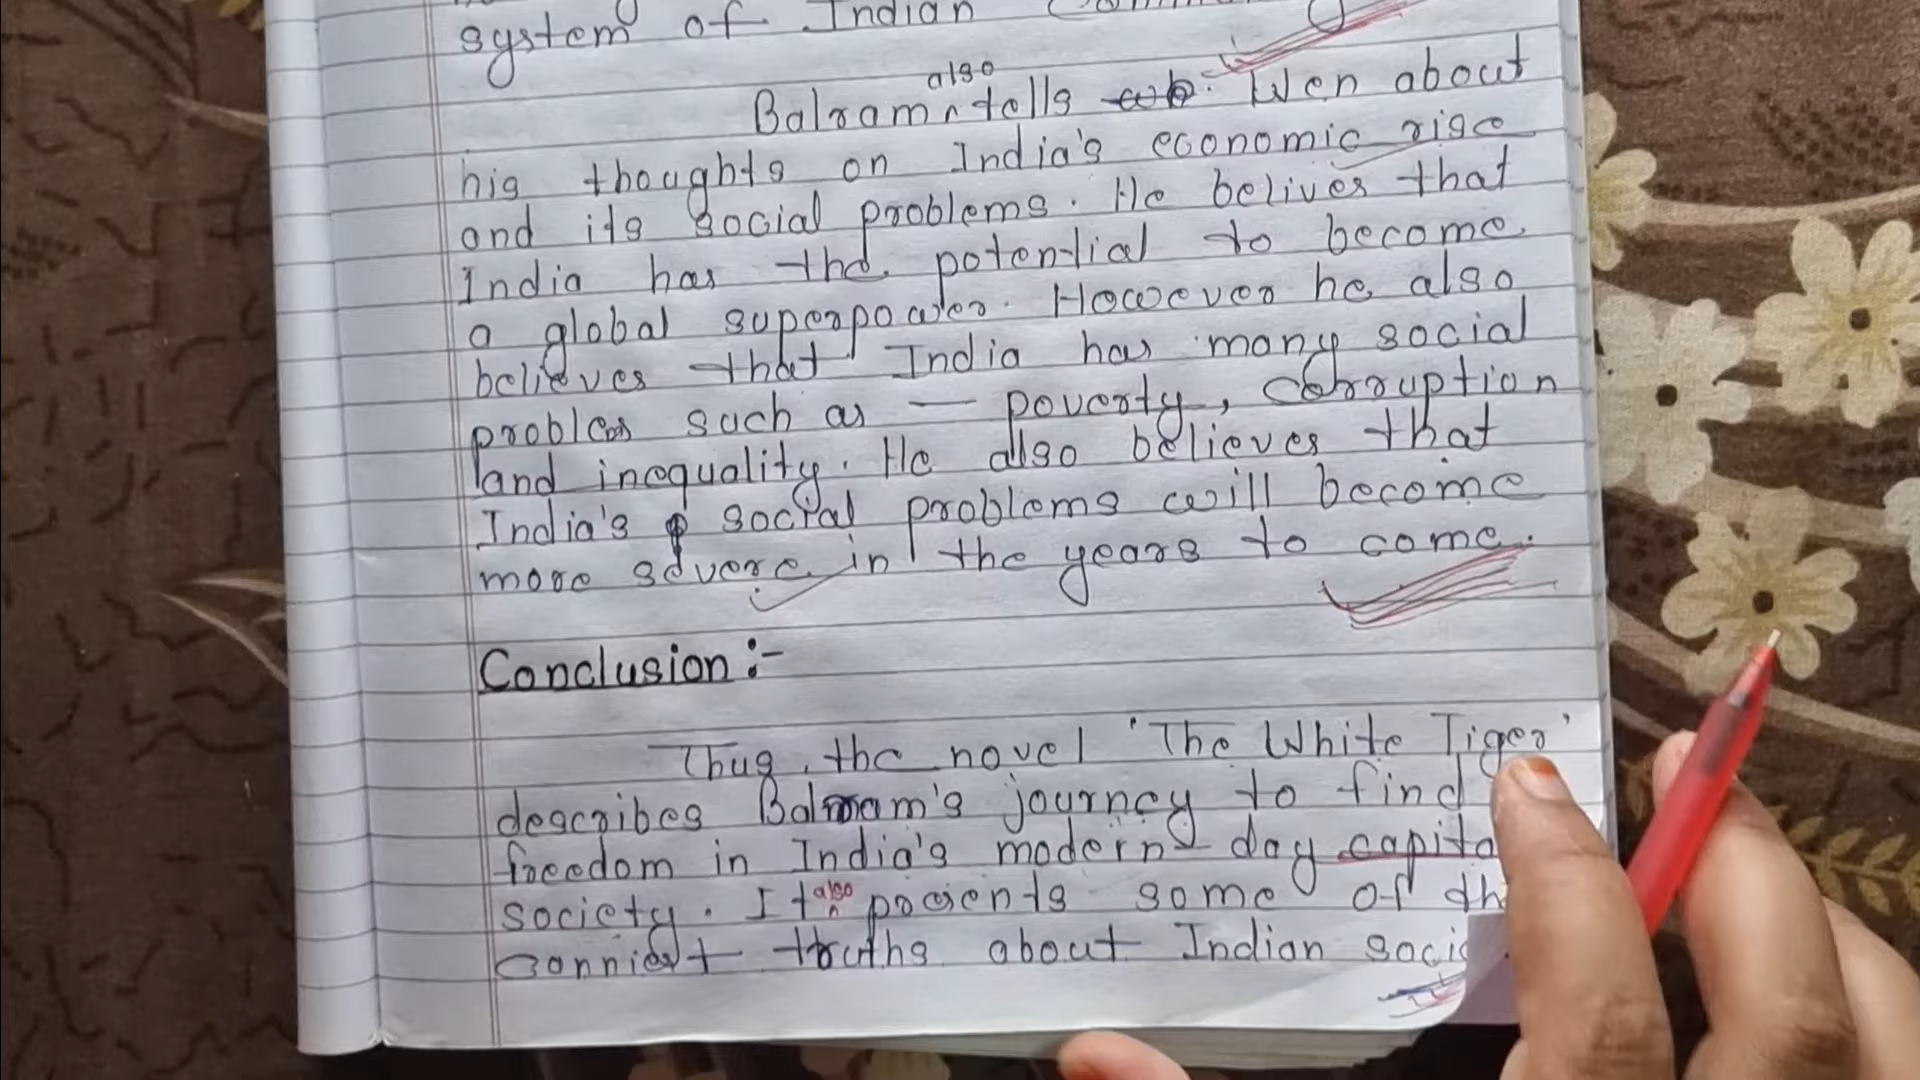 system of Indian
also
Balram tells Wen about
his thoughts on India's economic rise
and its social problems. He belives that
India has the potential to become
a global superpower. However he also
believes that India has many social
problems such as — poverty, corruption
and inequality. He also believes that
India's social problems will become
more severe in the years to come.
Conclusion :-
Thus, the novel 'The White Tiger'
describes Balram's journey to find
freedom in India's modern day capita
society. It also presents some of th
truths about Indian soci